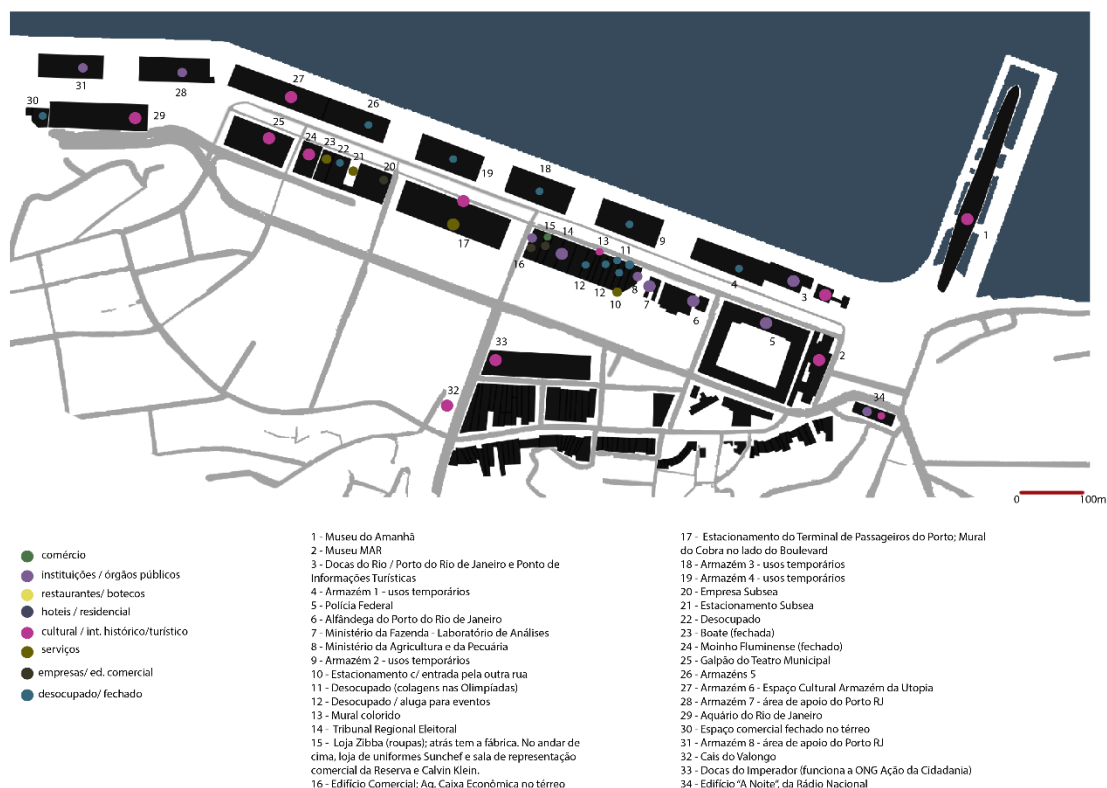 27
31
28
26
30
29
25
24
23
22
21
20
19
18
17
15
14
13
11
9
16
12
12
10
8
7
6
4
3
5
2
1
33
32
34
0 100m
comércio
instituições / órgãos públicos
restaurantes/ botecos
hoteis / residencial
cultural / int. histórico/turístico
serviços
empresas/ ed. comercial
desocupado/ fechado
1 - Museu do Amanhã
2 - Museu MAR
3 - Docas do Rio / Porto do Rio de Janeiro e Ponto de
Informações Turísticas
4 - Armazém 1 - usos temporários
5 - Polícia Federal
6 - Alfândega do Porto do Rio de Janeiro
7 - Ministério da Fazenda - Laboratório de Análises
8 - Ministério da Agricultura e da Pecuária
9 - Armazém 2 - usos temporários
10 - Estacionamento c/ entrada pela outra rua
11 - Desocupado (colagens nas Olimpíadas)
12 - Desocupado / aluga para eventos
13 - Mural colorido
14 - Tribunal Regional Eleitoral
15 - Loja Zibba (roupas); atrás tem a fábrica. No andar de
cima, loja de uniformes Sunchef e sala de representação
comercial da Reserva e Calvin Klein.
16 - Edifício Comercial; Ag. Caixa Econômica no térreo
17 - Estacionamento do Terminal de Passageiros do Porto; Mural
do Cobra no lado do Boulevard
18 - Armazém 3 - usos temporários
19 - Armazém 4 - usos temporários
20 - Empresa Subsea
21 - Estacionamento Subsea
22 - Desocupado
23 - Boate (fechada)
24 - Moinho Fluminense (fechado)
25 - Galpão do Teatro Municipal
26 - Armazéns 5
27 - Armazém 6 - Espaço Cultural Armazém da Utopia
28 - Armazém 7 - área de apoio do Porto RJ
29 - Aquário do Rio de Janeiro
30 - Espaço comercial fechado no térreo
31 - Armazém 8 - área de apoio do Porto RJ
32 - Cais do Valongo
33 - Docas do Imperador (funciona a ONG Ação da Cidadania)
34 - Edifício "A Noite", da Rádio Nacional